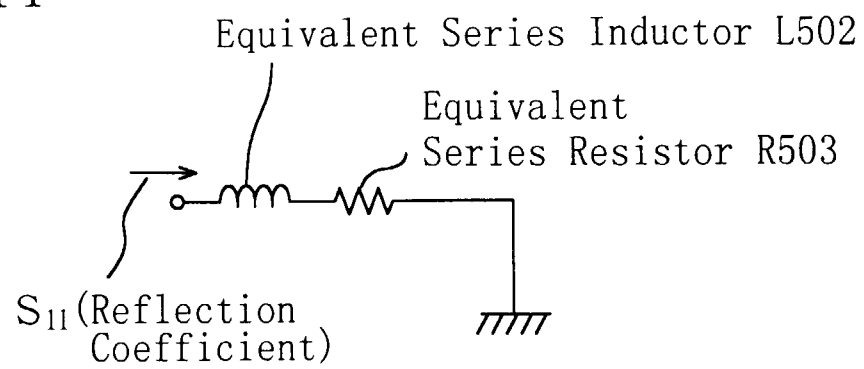 Equivalent Series Inductor L502
Equivalent
Series Resistor R503
S11(Reflection
Coefficient)